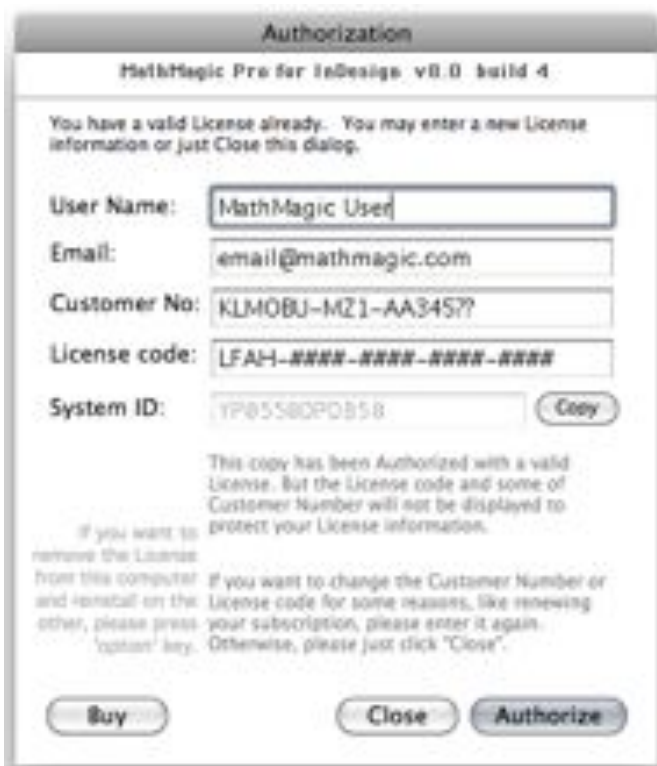 Authorization
MathMagic Pro for InDesign v8.0 build 4
You have a valid License already. You may enter a new License
information or just Close this dialog.
User Name: MathMagic User
Email: email@mathmagic.com
Customer No: KLMOBU-MZ1-AA345??
License code: LFAH-####-####-####-####
System ID: Copy
This copy has been Authorized with a valid
License. But the License code and some of
Customer Number will not be displayed to
protect your License information.
If you want to
remove the License
from this computer
and reinstall on the
other, please press
'option' key.
If you want to change the Customer Number or
License code for some reasons, like renewing
your subscription, please enter it again.
Otherwise, please just click "Close".
Buy Close Authorize